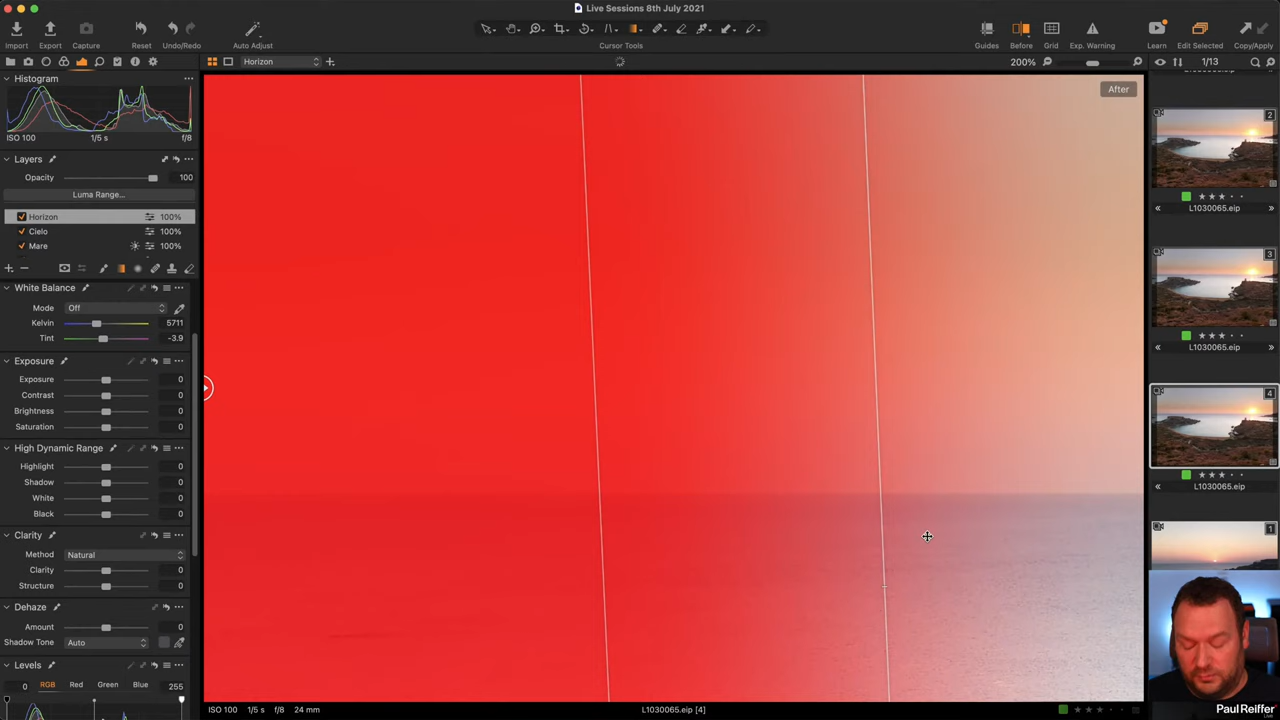 Live Sessions 8th July 2021
Import
Export
Capture
Reset
Undo/Redo
Auto Adjust
Cursor Tools
Guides
Before
Grid
Exp. Warning
Learn
Edit Selected
Copy/Apply
Horizon
200%
1/13
Histogram
ISO 100
1/5 s
f/8
Layers
Opacity
100
Luma Range...
Horizon
100%
Cielo
100%
Mare
100%
White Balance
Mode
Off
Kelvin
5711
Tint
-3.9
Exposure
Exposure
0
Contrast
0
Brightness
0
Saturation
0
High Dynamic Range
Highlight
0
Shadow
0
White
0
Black
0
Clarity
Method
Natural
Clarity
0
Structure
0
Dehaze
Amount
0
Shadow Tone
Auto
Levels
0
RGB
Red
Green
Blue
255
After
ISO 100
1/5 s
f/8
24 mm
L1030065.eip [4]
2
L1030065.eip
3
L1030065.eip
4
L1030065.eip
1
Paul Reiffer
Live